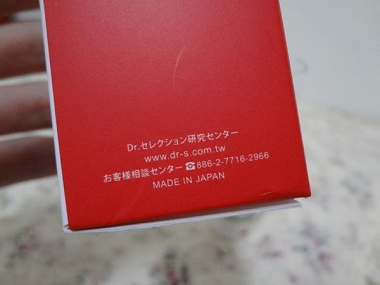 Dr.セレクション研究センター
www.dr-s.com.tw
お客様相談センター☎886-2-7716-2966
MADE IN JAPAN